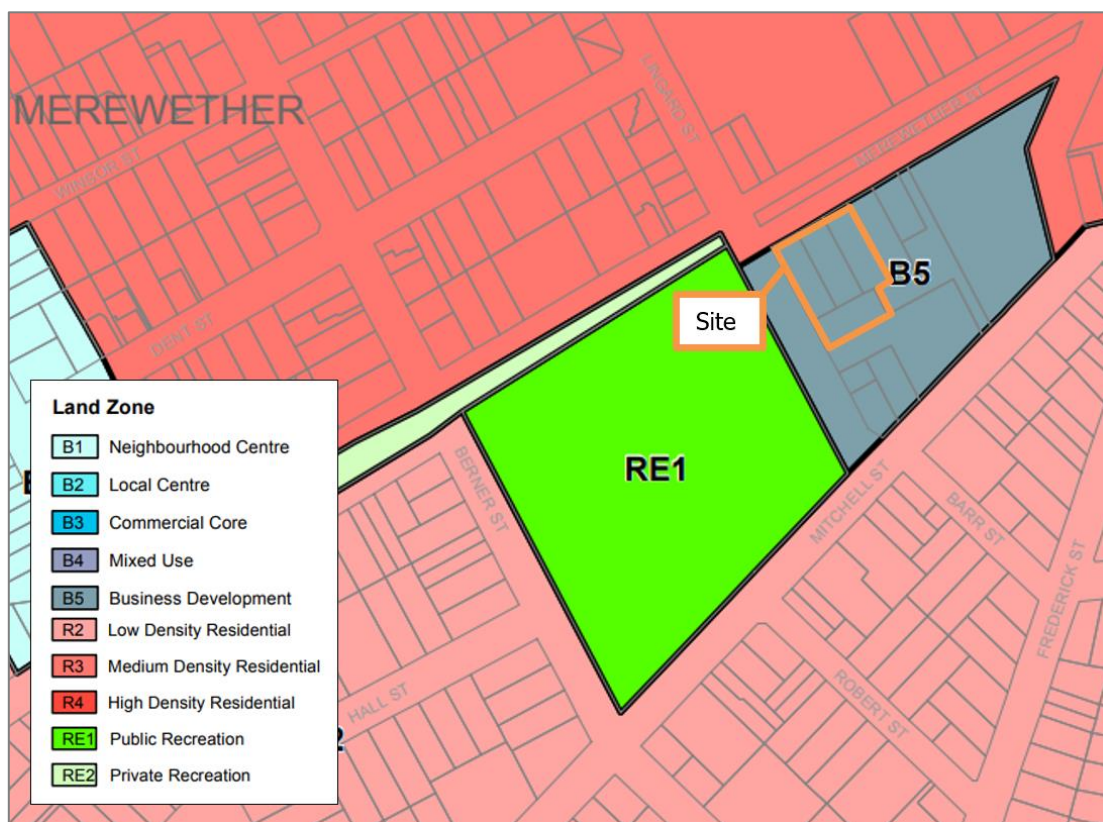 MEREWETHER
WINSOR ST
LINGARD ST
MEREWETHER ST
B5
Site
DENT ST
RE1
BERNER ST
MITCHELL ST
BARR ST
FREDERICK ST
ROBERT ST
HALL ST
Land Zone
B1 Neighbourhood Centre
B2 Local Centre
B3 Commercial Core
B4 Mixed Use
B5 Business Development
R2 Low Density Residential
R3 Medium Density Residential
R4 High Density Residential
RE1 Public Recreation
RE2 Private Recreation